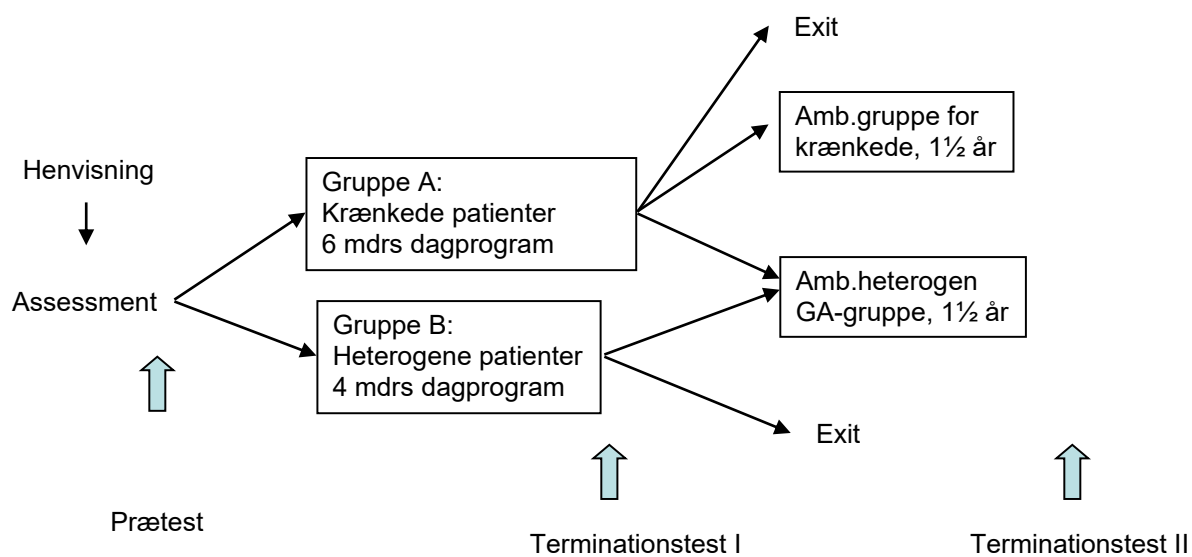 Exit
Amb.gruppe for
krænkede, 1½ år
Henvisning
Gruppe A:
Krænkede patienter
6 mdrs dagprogram
Assessment
Amb.heterogen
GA-gruppe, 1½ år
Gruppe B:
Heterogene patienter
4 mdrs dagprogram
Exit
Prætest
Terminationstest I
Terminationstest II